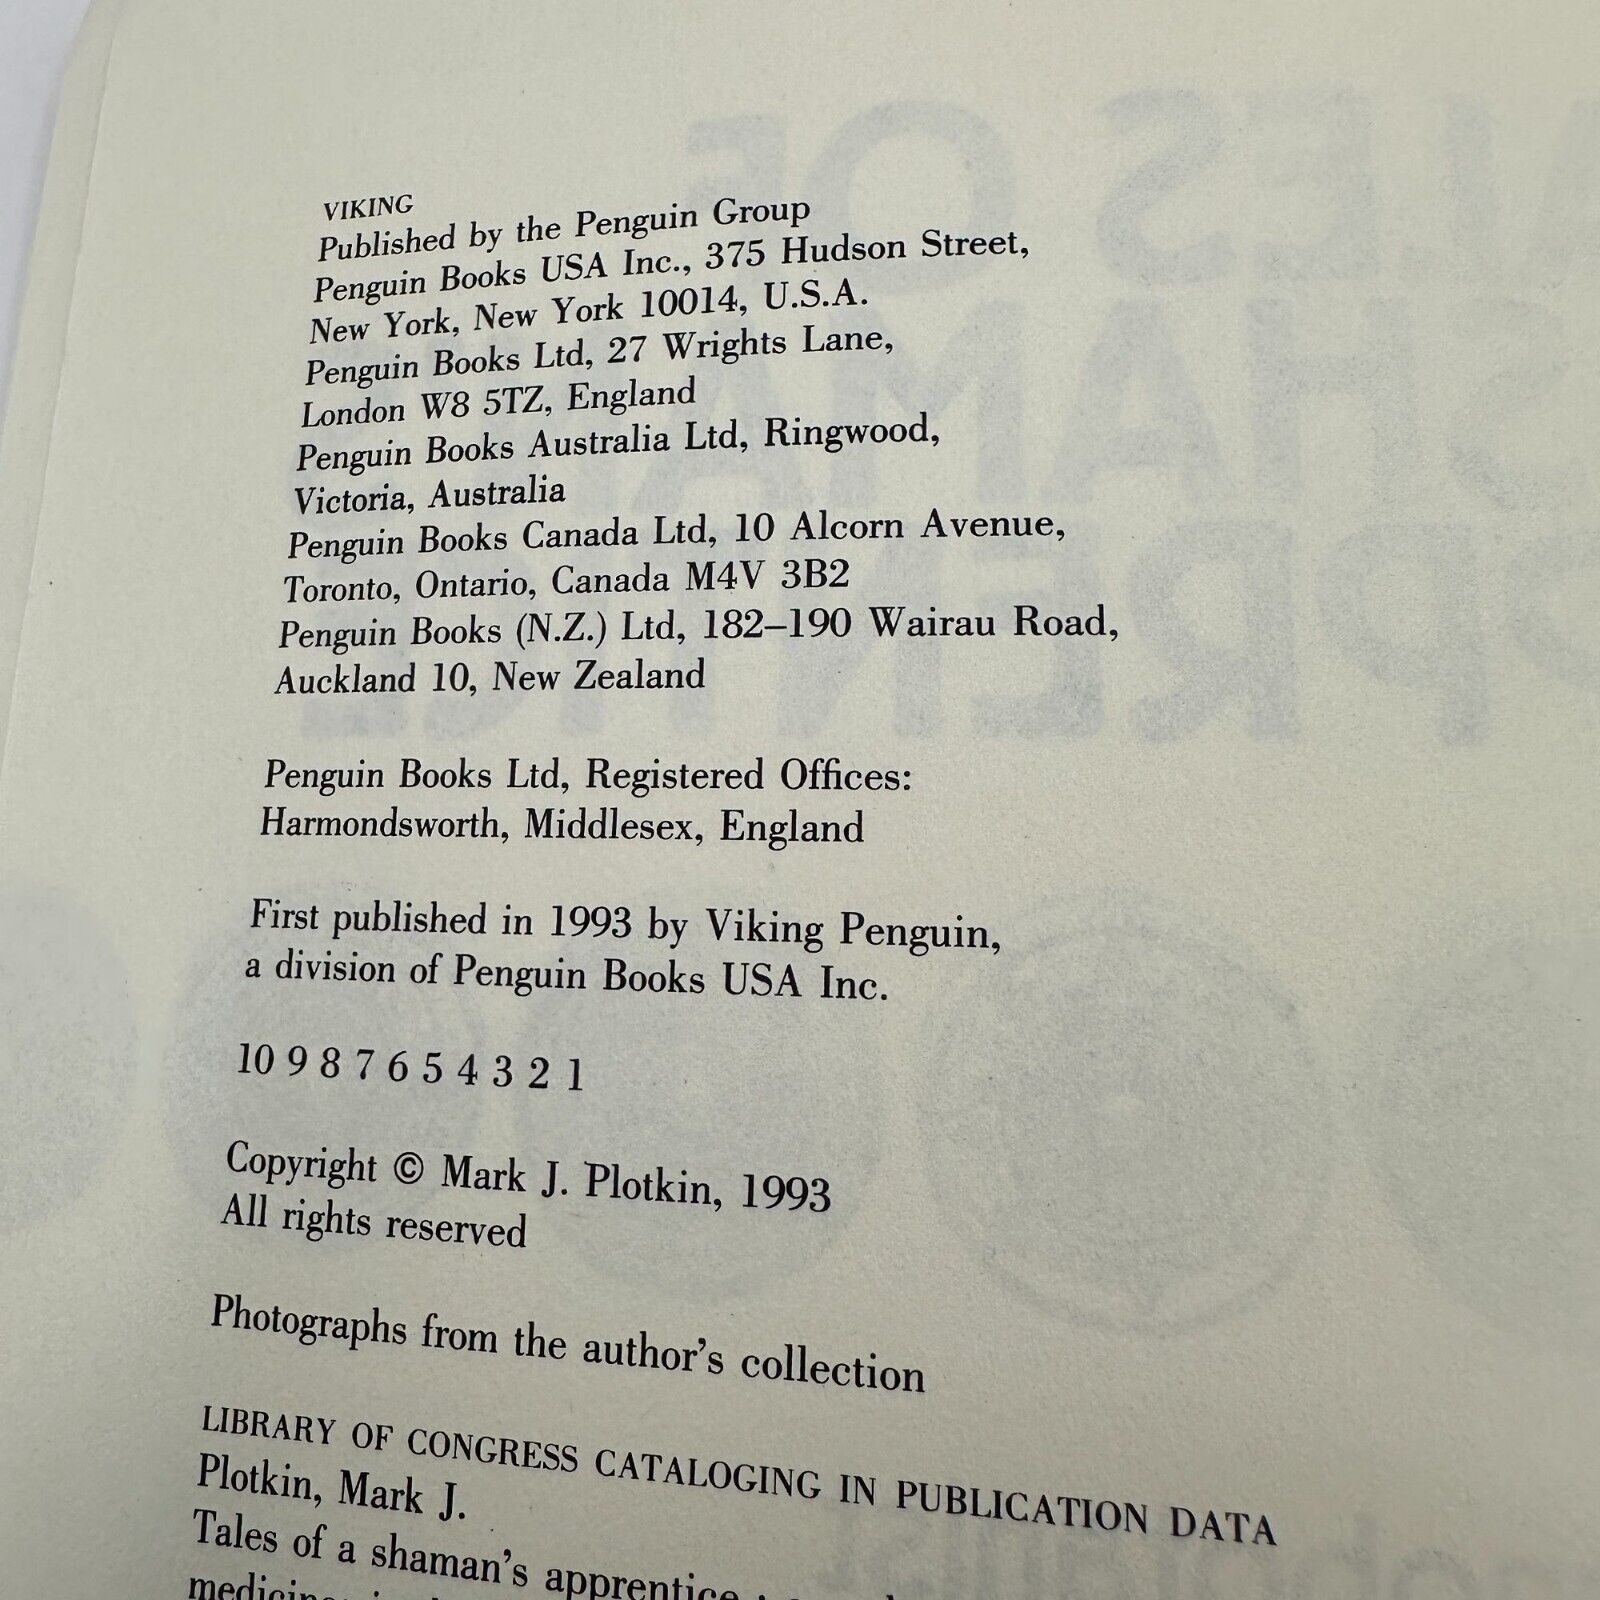 VIKING
Published by the Penguin Group
Penguin Books USA Inc., 375 Hudson Street,
New York, New York 10014, U.S.A.
Penguin Books Ltd, 27 Wrights Lane,
London W8 5TZ, England
Penguin Books Australia Ltd, Ringwood,
Victoria, Australia
Penguin Books Canada Ltd, 10 Alcorn Avenue,
Toronto, Ontario, Canada M4V 3B2
Penguin Books (N.Z.) Ltd, 182–190 Wairau Road,
Auckland 10, New Zealand
Penguin Books Ltd, Registered Offices:
Harmondsworth, Middlesex, England
First published in 1993 by Viking Penguin,
a division of Penguin Books USA Inc.
10 9 8 7 6 5 4 3 2 1
Copyright © Mark J. Plotkin, 1993
All rights reserved
Photographs from the author's collection
LIBRARY OF CONGRESS CATALOGING IN PUBLICATION DATA
Plotkin, Mark J.
Tales of a shaman's apprentice :